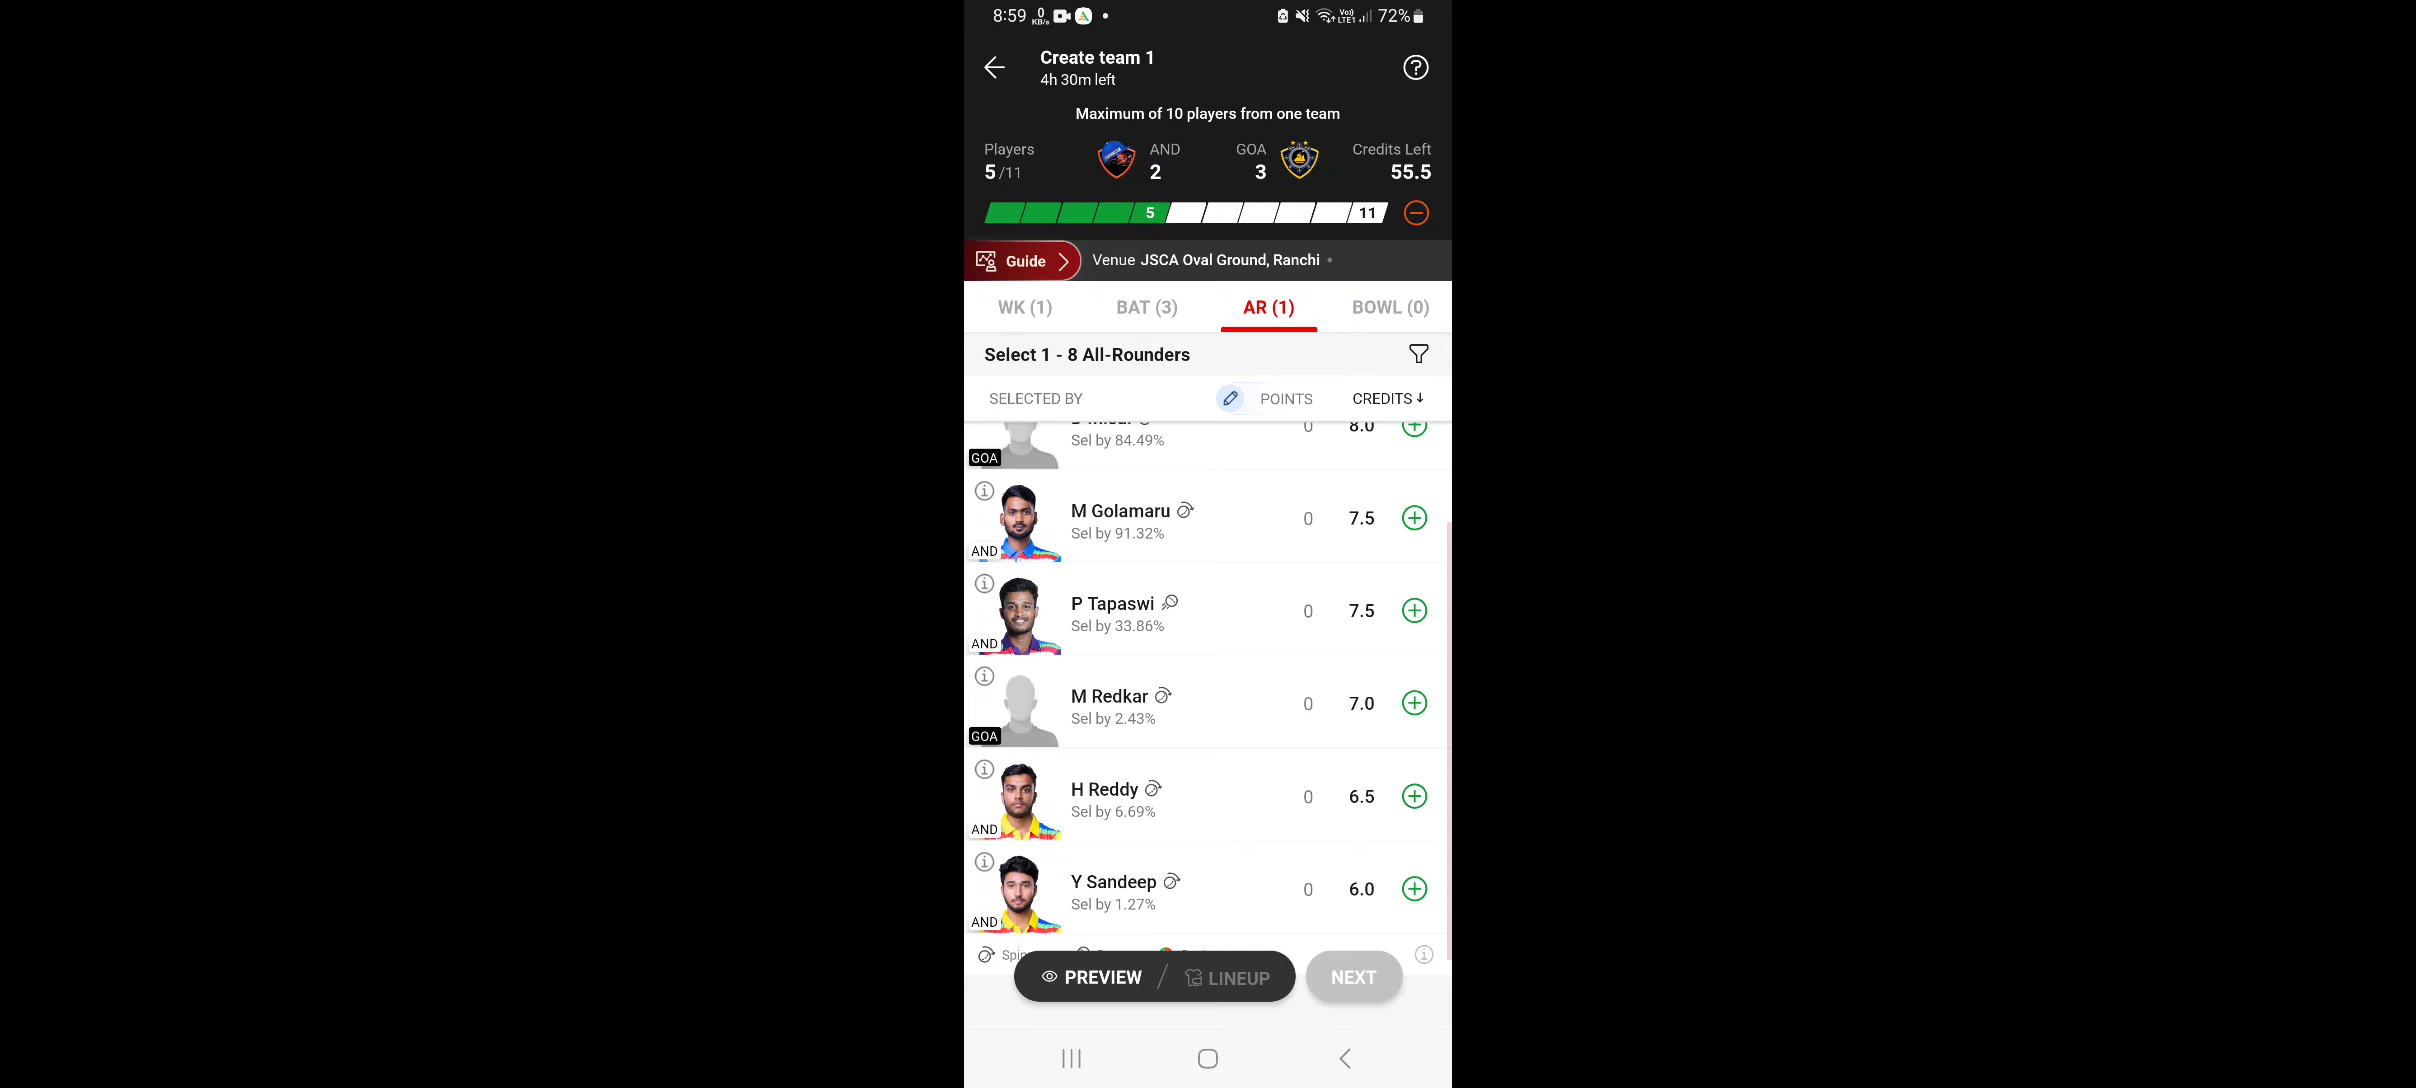 8:59 0 KB/s Vo)) LTE1 72%
Create team 1
4h 30m left
Maximum of 10 players from one team
Players AND GOA Credits Left
5 /11 2 3 55.5
5 11
Guide Venue JSCA Oval Ground, Ranchi
WK (1) BAT (3) AR (1) BOWL (0)
Select 1 - 8 All-Rounders
SELECTED BY POINTS CREDITS
0 8.0
Sel by 84.49%
GOA
M Golamaru 0 7.5
Sel by 91.32%
AND
P Tapaswi 0 7.5
Sel by 33.86%
AND
M Redkar 0 7.0
Sel by 2.43%
GOA
H Reddy 0 6.5
Sel by 6.69%
AND
Y Sandeep 0 6.0
Sel by 1.27%
AND
PREVIEW / LINEUP NEXT